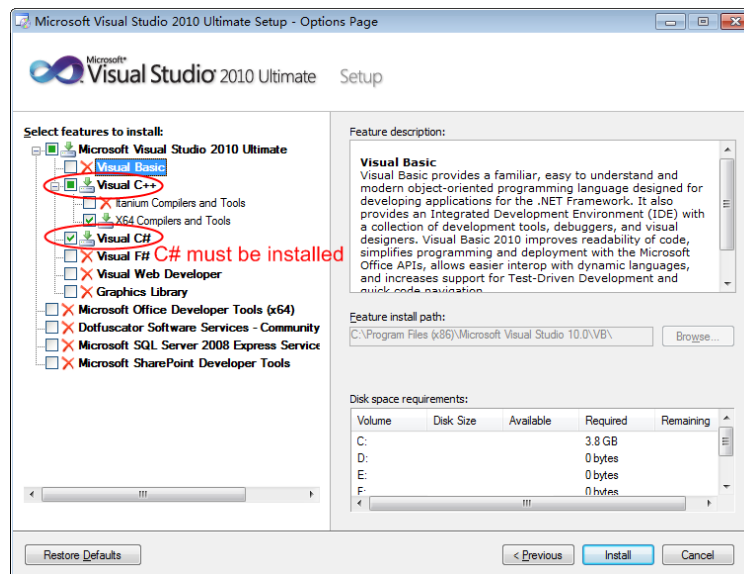 Microsoft Visual Studio 2010 Ultimate Setup - Options Page
Microsoft®
Visual Studio® 2010 Ultimate Setup
Select features to install:
Microsoft Visual Studio 2010 Ultimate
Visual Basic
Visual C++
Itanium Compilers and Tools
X64 Compilers and Tools
Visual C#
Visual F# C# must be installed
Visual Web Developer
Graphics Library
Microsoft Office Developer Tools (x64)
Dotfuscator Software Services - Community
Microsoft SQL Server 2008 Express Service
Microsoft SharePoint Developer Tools
Feature description:
Visual Basic
Visual Basic provides a familiar, easy to understand and
modern object-oriented programming language designed for
developing applications for the .NET Framework. It also
provides an Integrated Development Environment (IDE) with
a collection of development tools, debuggers, and visual
designers. Visual Basic 2010 improves readability of code,
simplifies programming and deployment with the Microsoft
Office APIs, allows easier interop with dynamic languages,
and increases support for Test-Driven Development and
quick code navigation
Feature install path:
C:\Program Files (x86)\Microsoft Visual Studio 10.0\VB\ Browse...
Disk space requirements:
Volume Disk Size Available Required Remaining
C: 3.8 GB
D: 0 bytes
E: 0 bytes
F: 0 bytes
Restore Defaults < Previous Install Cancel